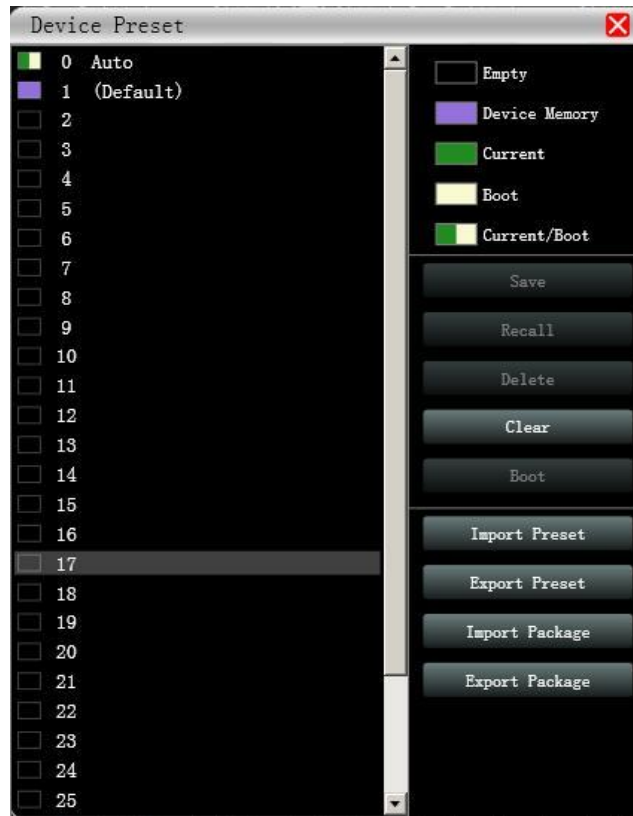 Device Preset
0 Auto
1 (Default)
2
3
4
5
6
7
8
9
10
11
12
13
14
15
16
17
18
19
20
21
22
23
24
25
Empty
Device Memory
Current
Boot
Current/Boot
Save
Recall
Delete
Clear
Boot
Import Preset
Export Preset
Import Package
Export Package